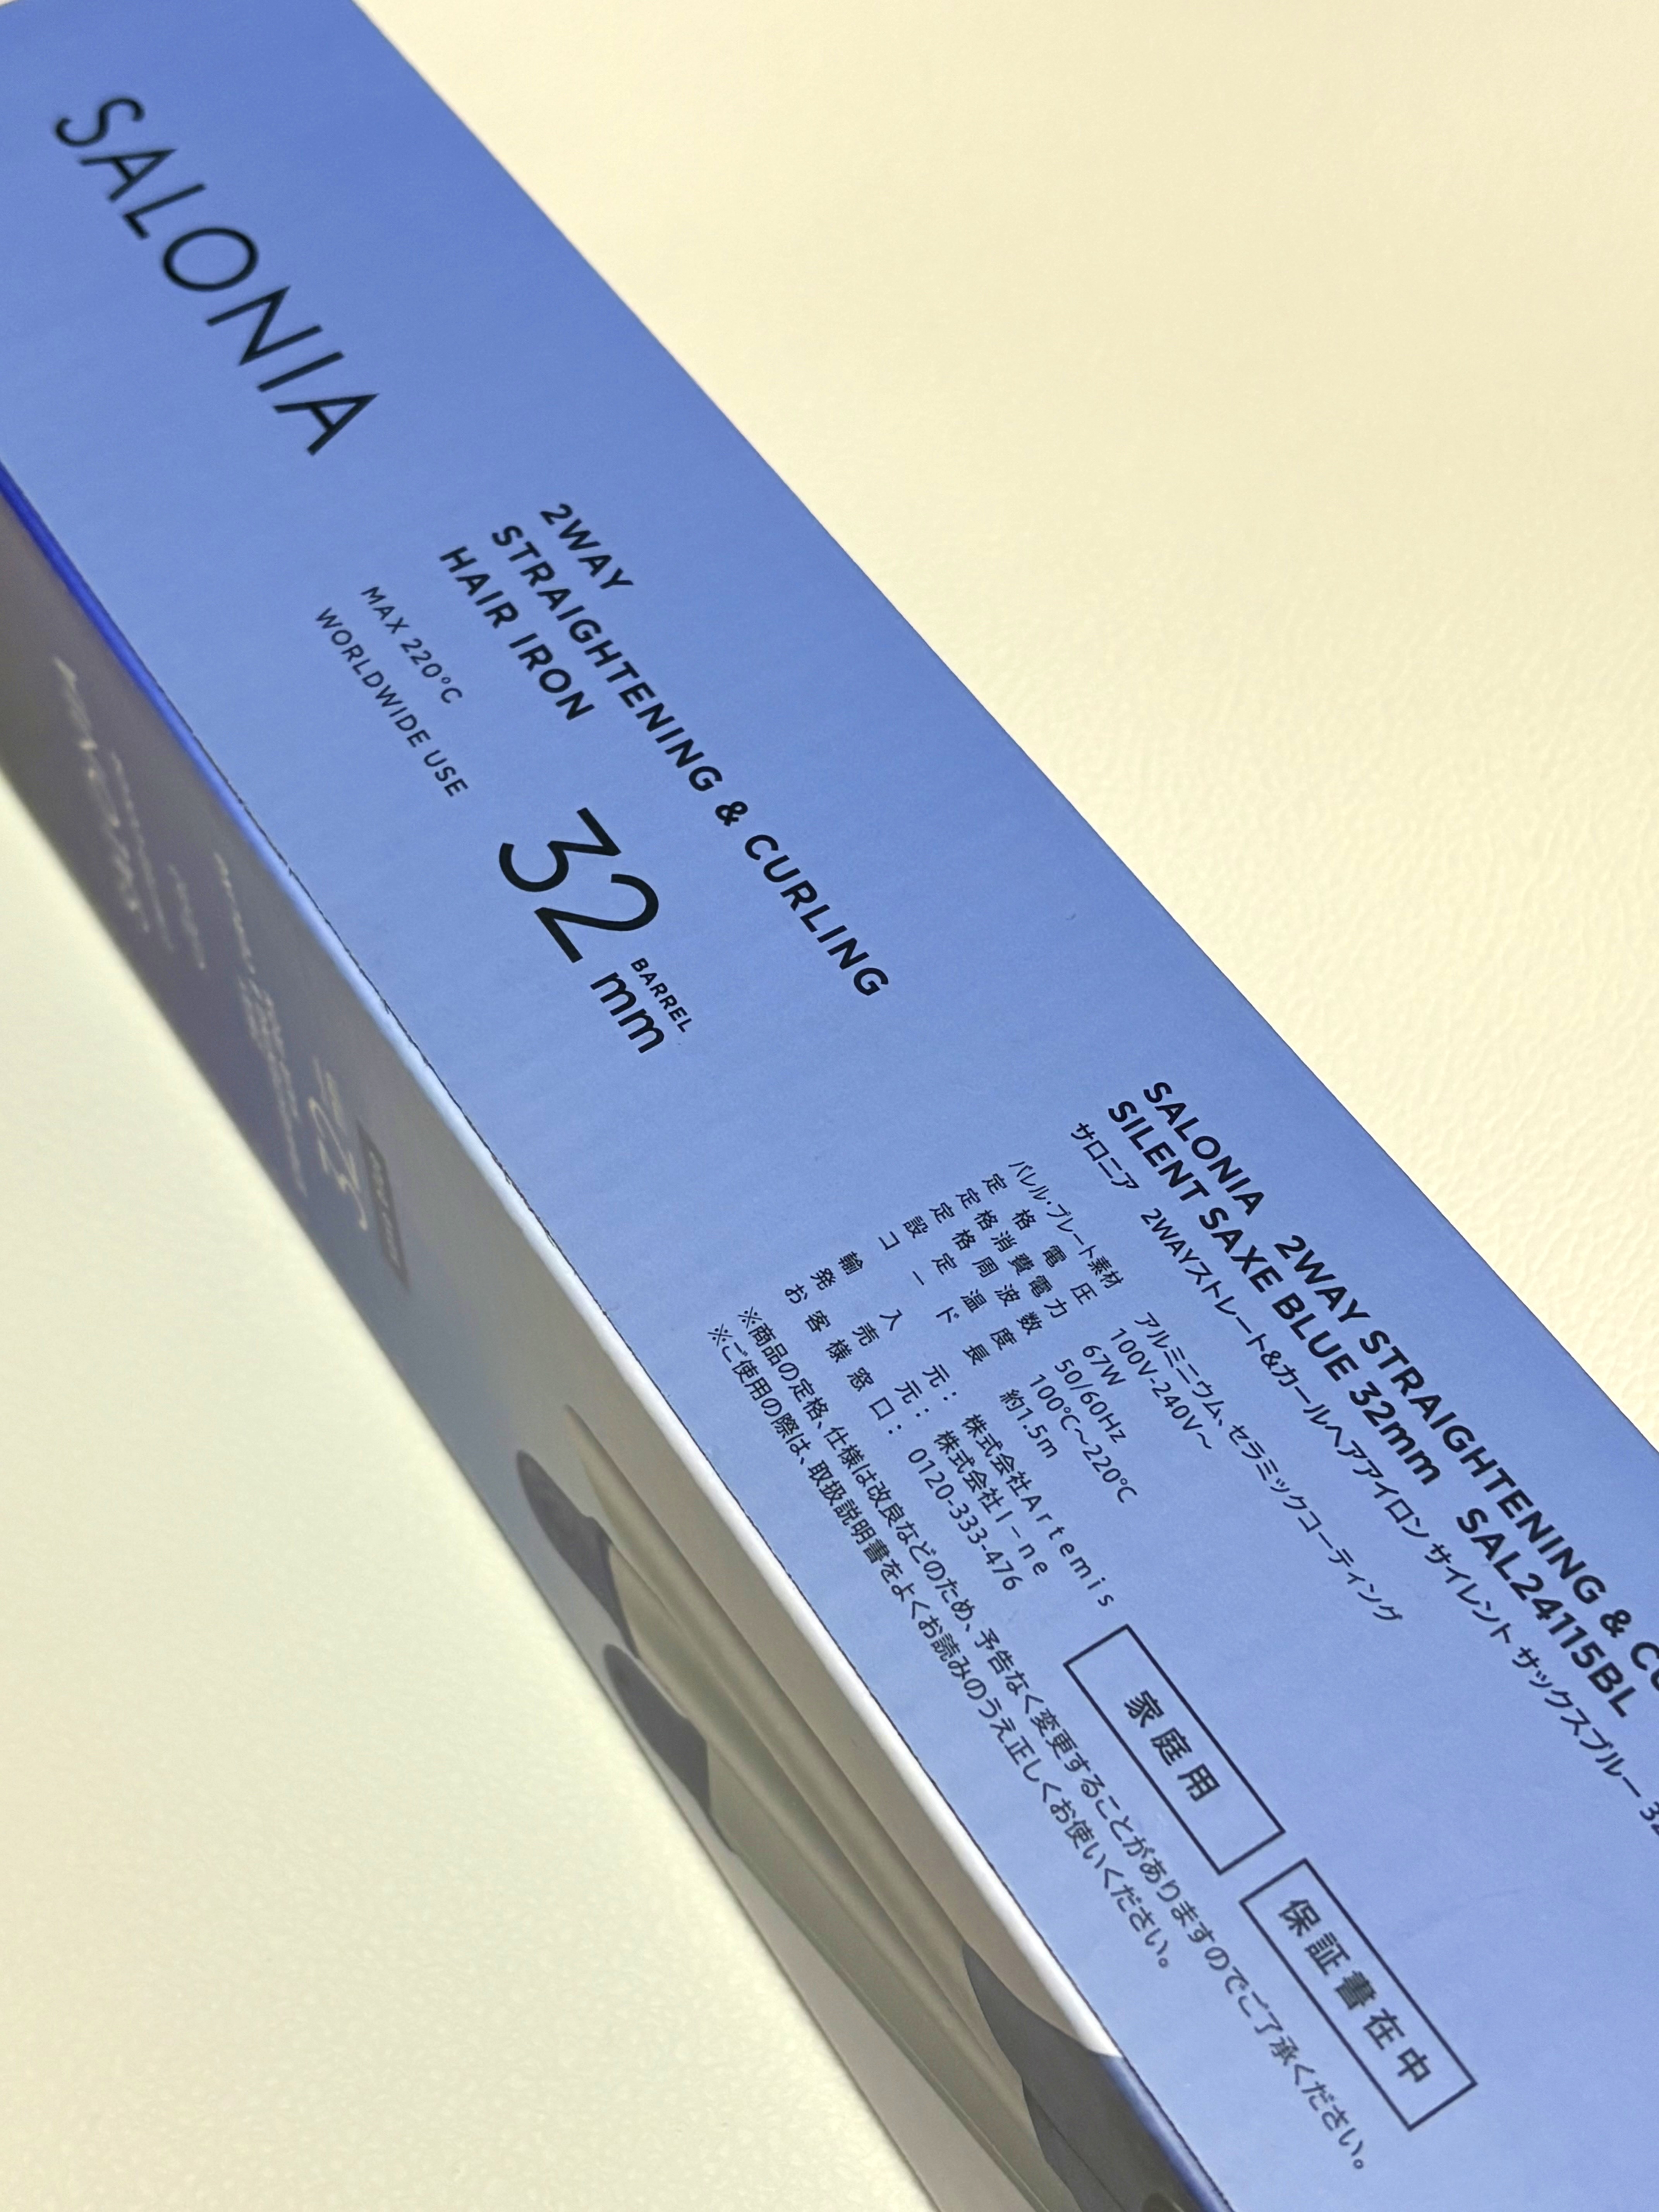 SALONIA
2WAY
STRAIGHTENING & CURLING
HAIR IRON
MAX 220°C
WORLDWIDE USE
32 BARREL mm
SALONIA 2WAY STRAIGHTENING &
SILENT SAXE BLUE 32mm SAL24115BL
サロニア 2WAYストレート&カールヘアアイロン サイレント サックスブルー
バレル・プレート素材 アルミニウム、セラミックコーティング
定格電圧 100V-240V～
定格消費電力 67W
定格周波数 50/60Hz
設定温度 100℃～220℃
コード長 約1.5m
輸入元：株式会社Artemis
発売元：株式会社I-ne
お客様窓口：0120-333-476
※商品の定格、仕様は改良などのため、予告なく変更することがありますのでご了承ください。
※ご使用の際は、取扱説明書をよくお読みのうえ正しくお使いください。
家庭用
保証書在中